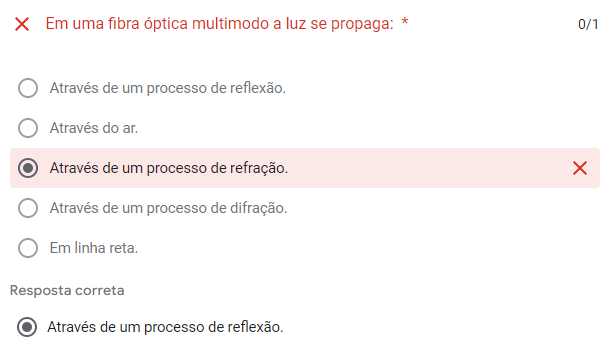 Em uma fibra óptica multimodo a luz se propaga: * 0/1
Através de um processo de reflexão.
Através do ar.
Através de um processo de refração.
Através de um processo de difração.
Em linha reta.
Resposta correta
Através de um processo de reflexão.